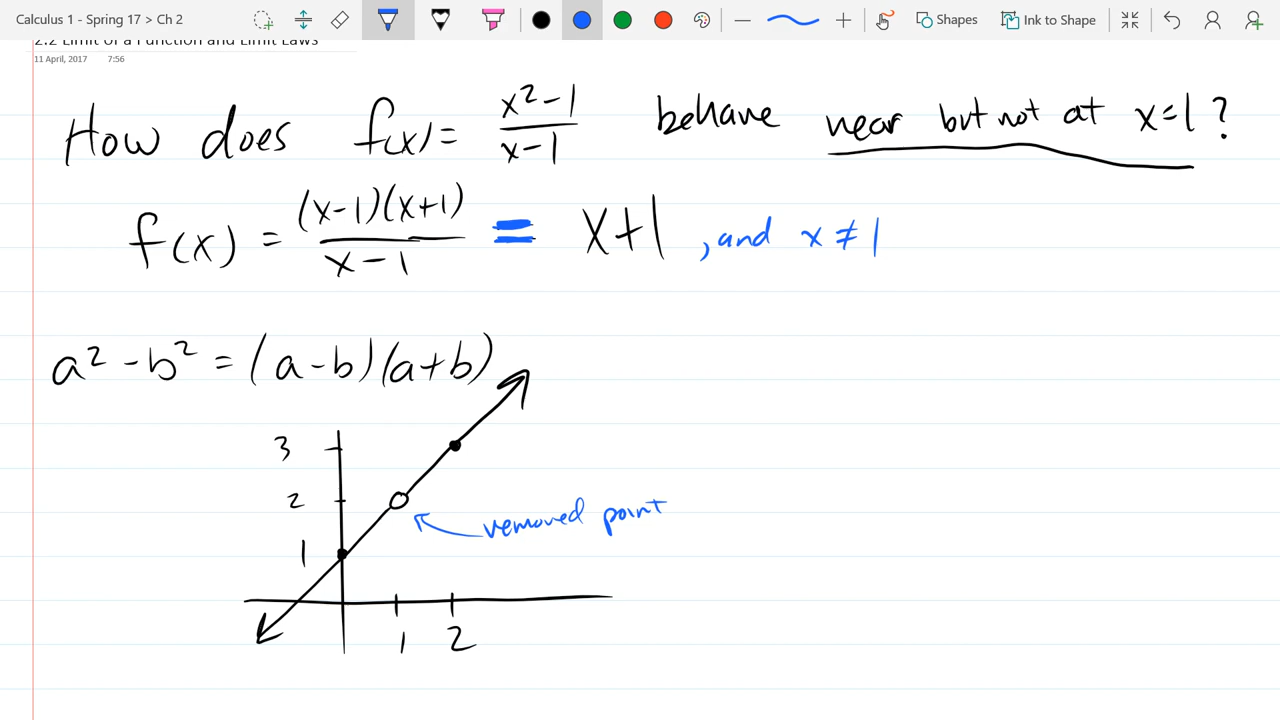 Calculus 1 - Spring 17 > Ch 2
Shapes
Ink to Shape
2.2 Limit of a Function and Limit Laws
11 April, 2017 7:56
How does f(x) = (x² - 1)/(x - 1) behave near but not at x=1?
f(x) = ((x-1)(x+1))/(x-1) = x+1, and x ≠ 1
a² - b² = (a-b)(a+b)
3
2
removed point
1
1 2